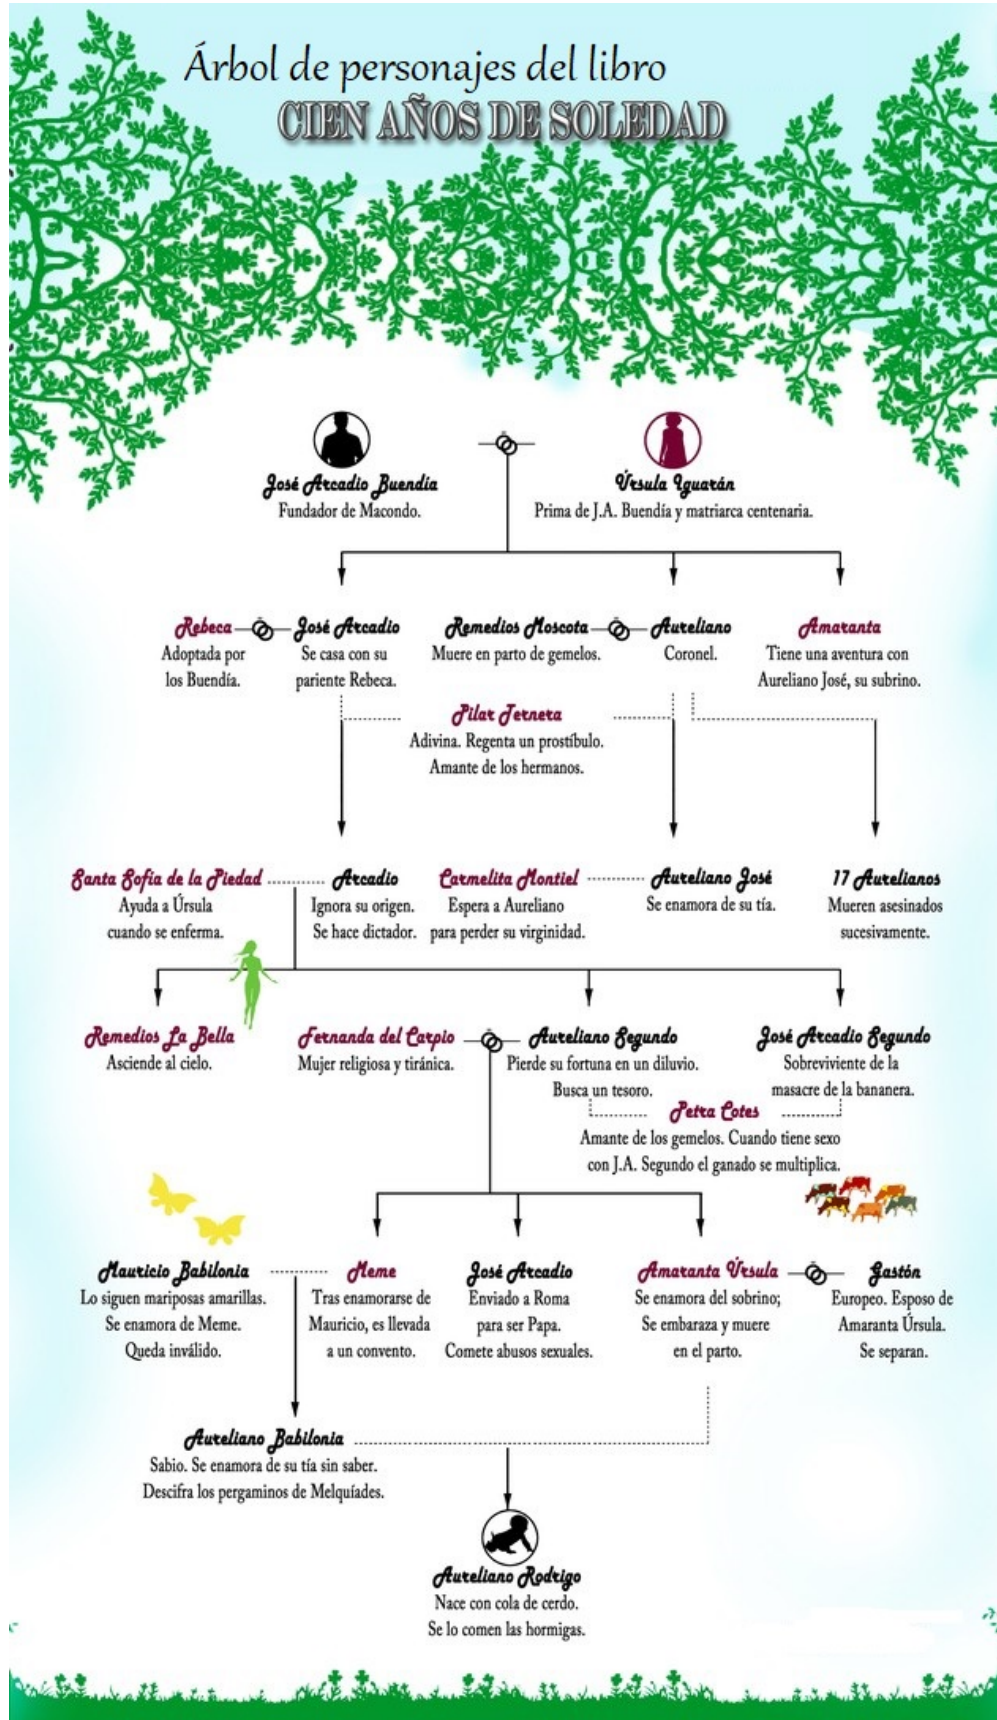 Árbol de personajes del libro
CIEN AÑOS DE SOLEDAD
José Arcadio Buendía
Fundador de Macondo.
Úrsula Iguarán
Prima de J.A. Buendía y matriarca centenaria.
Rebeca
Adoptada por
los Buendía.
José Arcadio
Se casa con su
pariente Rebeca.
Remedios Moscota
Muere en parto de gemelos.
Aureliano
Coronel.
Amaranta
Tiene una aventura con
Aureliano José, su subrino.
Pilar Ternera
Adivina. Regenta un prostíbulo.
Amante de los hermanos.
Santa Sofía de la Piedad
Ayuda a Úrsula
cuando se enferma.
Arcadio
Ignora su origen.
Se hace dictador.
Carmelita Montiel
Espera a Aureliano
para perder su virginidad.
Aureliano José
Se enamora de su tía.
17 Aurelianos
Mueren asesinados
sucesivamente.
Remedios La Bella
Asciende al cielo.
Fernanda del Carpio
Mujer religiosa y tiránica.
Aureliano Segundo
Pierde su fortuna en un diluvio.
Busca un tesoro.
José Arcadio Segundo
Sobreviviente de la
masacre de la bananera.
Petra Cotes
Amante de los gemelos. Cuando tiene sexo
con J.A. Segundo el ganado se multiplica.
Mauricio Babilonia
Lo siguen mariposas amarillas.
Se enamora de Meme.
Queda inválido.
Meme
Tras enamorarse de
Mauricio, es llevada
a un convento.
José Arcadio
Enviado a Roma
para ser Papa.
Comete abusos sexuales.
Amaranta Úrsula
Se enamora del sobrino;
Se embaraza y muere
en el parto.
Gastón
Europeo. Esposo de
Amaranta Úrsula.
Se separan.
Aureliano Babilonia
Sabio. Se enamora de su tía sin saber.
Descifra los pergaminos de Melquíades.
Aureliano Rodrigo
Nace con cola de cerdo.
Se lo comen las hormigas.